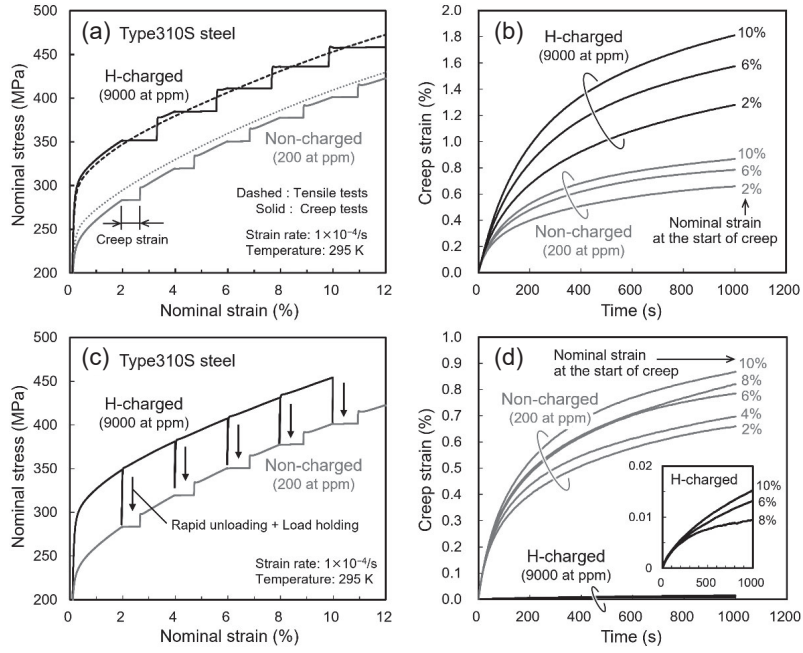 (a) Type310S steel
H-charged
(9000 at ppm)
Non-charged
(200 at ppm)
Dashed : Tensile tests
Solid : Creep tests
Strain rate: 1×10⁻⁴/s
Temperature: 295 K
Creep strain
Nominal stress (MPa)
500
450
400
350
300
250
200
0 2 4 6 8 10 12
Nominal strain (%)
(b)
H-charged
(9000 at ppm)
10%
6%
2%
Non-charged
(200 at ppm)
10%
6%
2%
Nominal strain
at the start of creep
Creep strain (%)
2.0
1.8
1.6
1.4
1.2
1.0
0.8
0.6
0.4
0.2
0.0
0 200 400 600 800 1000 1200
Time (s)
(c) Type310S steel
H-charged
(9000 at ppm)
Non-charged
(200 at ppm)
Rapid unloading + Load holding
Strain rate: 1×10⁻⁴/s
Temperature: 295 K
Nominal stress (MPa)
500
450
400
350
300
250
200
0 2 4 6 8 10 12
Nominal strain (%)
(d)
Nominal strain
at the start of creep
10%
8%
6%
4%
2%
Non-charged
(200 at ppm)
H-charged
0.02
0.01
0
0 500 1000
10%
6%
8%
H-charged
(9000 at ppm)
Creep strain (%)
1.0
0.9
0.8
0.7
0.6
0.5
0.4
0.3
0.2
0.1
0.0
0 200 400 600 800 1000 1200
Time (s)